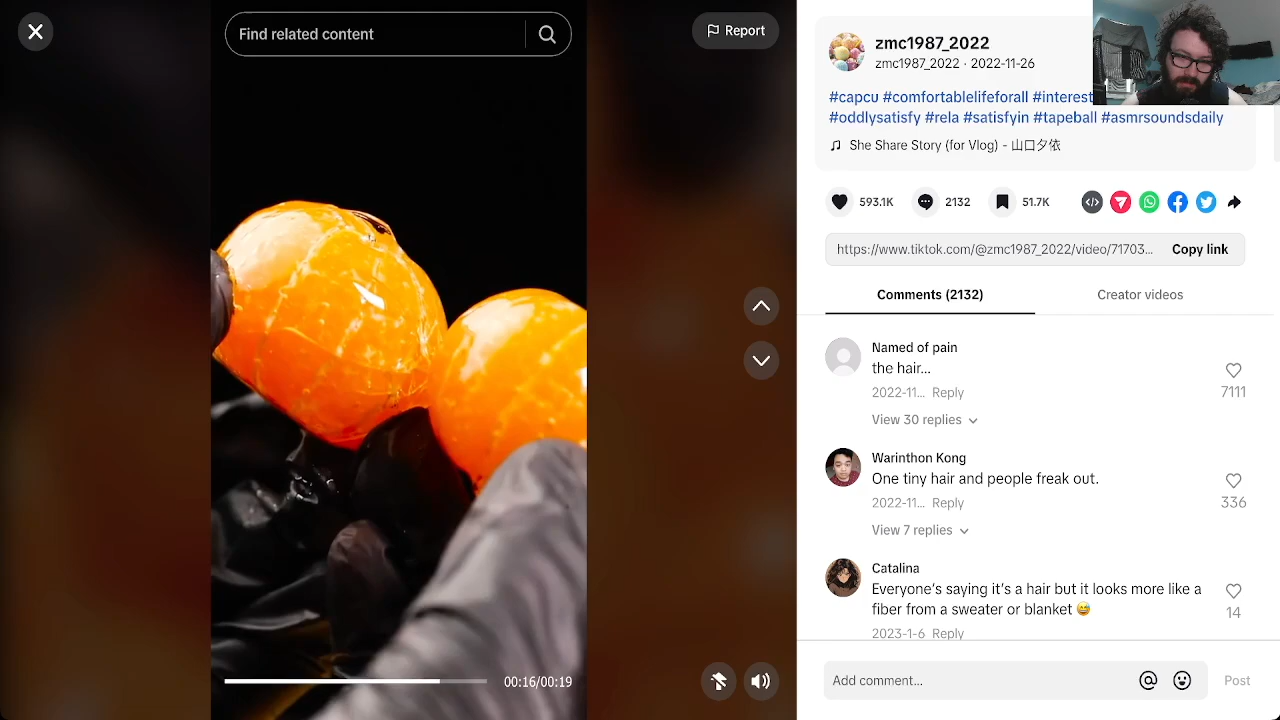 Find related content
Report
00:16/00:19
zmc1987_2022
zmc1987_2022 · 2022-11-26
#capcu #comfortablelifeforall #interest
#oddlysatisfy #rela #satisfyin #tapeball #asmrsoundsdaily
She Share Story (for Vlog) - 山口夕依
593.1K
2132
51.7K
https://www.tiktok.com/@zmc1987_2022/video/71703...
Copy link
Comments (2132)
Creator videos
Named of pain
the hair...
2022-11... Reply
7111
View 30 replies
Warinthon Kong
One tiny hair and people freak out.
2022-11... Reply
336
View 7 replies
Catalina
Everyone's saying it's a hair but it looks more like a
fiber from a sweater or blanket 😅
14
2023-1-6 Reply
Add comment...
Post